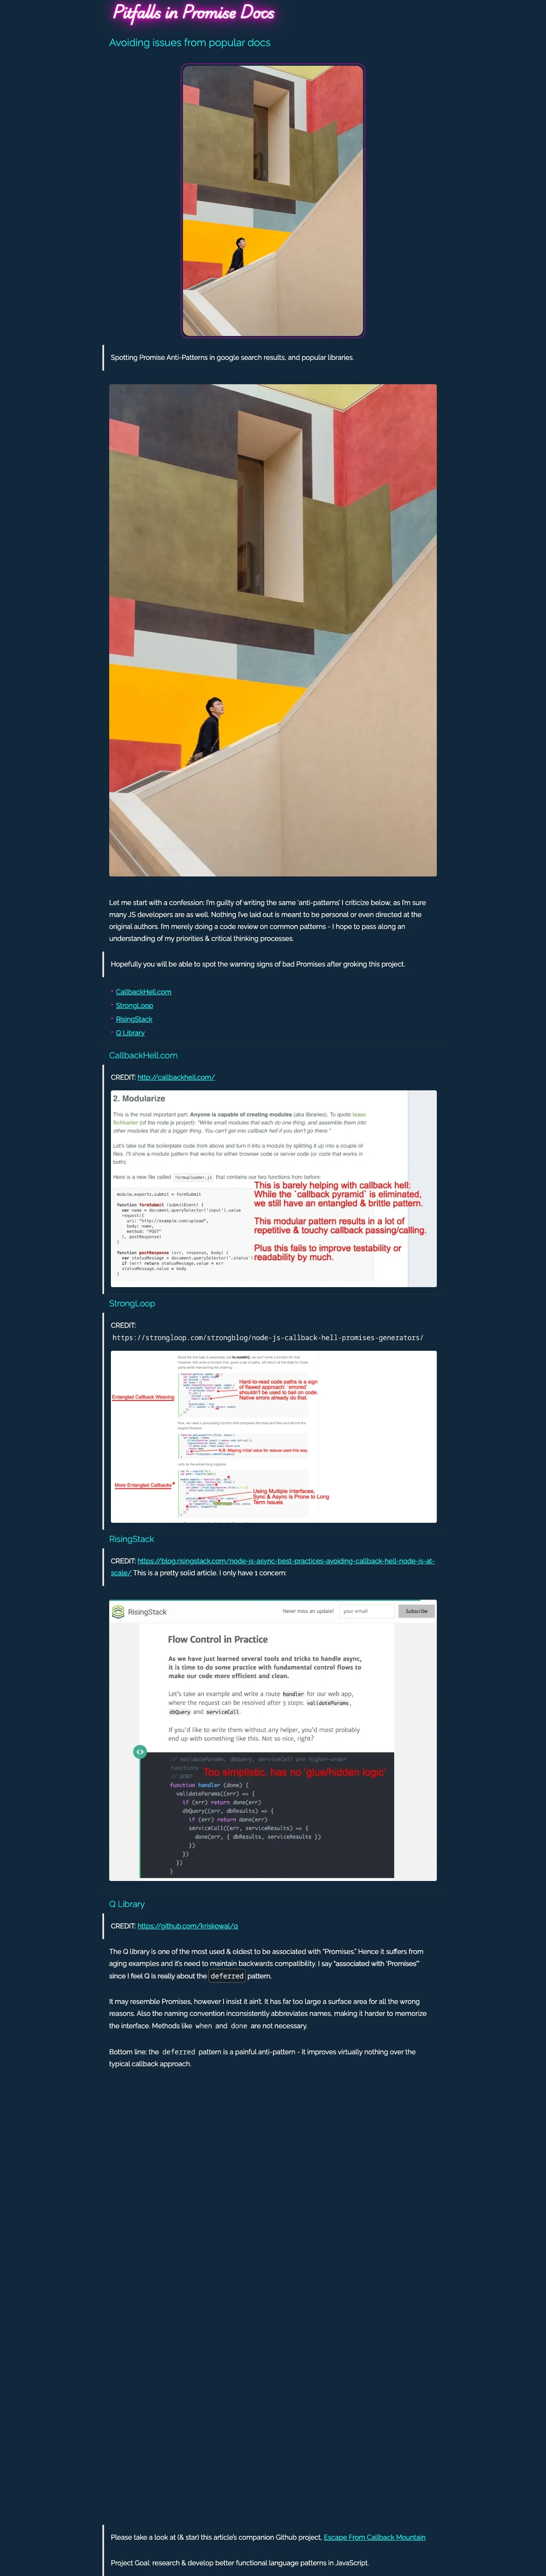 Pitfalls in Promise Docs
Avoiding issues from popular docs
Spotting Promise Anti-Patterns in google search results, and popular libraries.
Let me start with a confession: I'm guilty of writing the same 'anti-patterns' I criticize below, as I'm sure
many JS developers are as well. Nothing I've laid out is meant to be personal or even directed at the
original authors. I'm merely doing a code review on common patterns - I hope to pass along an
understanding of my priorities & critical thinking processes.
Hopefully you will be able to spot the warning signs of bad Promises after groking this project.
CallbackHell.com
StrongLoop
RisingStack
Q Library
CallbackHell.com
CREDIT: http://callbackhell.com/
2. Modularize
This is the most important part: Anyone is capable of creating modules (aka libraries). To quote Isaac
Schlueter (of the node.js project): "Write small modules that each do one thing, and assemble them into
other modules that do a bigger thing. You can't get into callback hell if you don't go there."
Let's take out the boilerplate code from above and turn it into a module by splitting it up into a couple of
files. I'll show a module pattern that works for either browser code or server code (or code that works in
both):
Here is a new file called formuploader.js that contains our two functions from before:
module.exports.submit = formSubmit
function formSubmit (submitEvent) {
var name = document.querySelector('input').value
request({
uri: "http://example.com/upload",
body: name,
method: "POST"
}, postResponse)
}
function postResponse (err, response, body) {
var statusMessage = document.querySelector('.status')
if (err) return statusMessage.value = err
statusMessage.value = body
}
This is barely helping with callback hell:
While the `callback pyramid` is eliminated,
we still have an entangled & brittle pattern.
This modular pattern results in a lot of
repetitive & touchy callback passing/calling.
Plus this fails to improve testability or
readability by much.
StrongLoop
CREDIT:
https://strongloop.com/strongblog/node-js-callback-hell-promises-generators/
Entangled Callback Weaving
Hard-to-read code paths is a sign
of flawed approach. `errored`
shouldn't be used to bail on code.
Native errors already do that.
N.B. Missing initial value for reduce used this way.
Let's tie the whole thing together:
More Entangled Callbacks
Using Multiple Interfaces,
Sync & Async Is Prone to Long
Term Issues
RisingStack
CREDIT: https://blog.risingstack.com/node-js-async-best-practices-avoiding-callback-hell-node-js-at-
scale/ This is a pretty solid article. I only have 1 concern:
RisingStack
Never miss an update!
your email
Subscribe
Flow Control in Practice
As we have just learned several tools and tricks to handle async,
it is time to do some practice with fundamental control flows to
make our code more efficient and clean.
Let's take an example and write a route handler for our web app,
where the request can be resolved after 3 steps: validateParams,
dbQuery and serviceCall.
If you'd like to write them without any helper, you'd most probably
end up with something like this. Not so nice, right?
<>
// validateParams, dbQuery, serviceCall are higher-order
functions
// DONT
Too simplistic, has no 'glue/hidden logic'
function handler (done) {
validateParams((err) => {
if (err) return done(err)
dbQuery((err, dbResults) => {
if (err) return done(err)
serviceCall((err, serviceResults) => {
done(err, { dbResults, serviceResults })
})
})
})
}
Q Library
CREDIT: https://github.com/kriskowal/q
The Q library is one of the most used & oldest to be associated with "Promises." Hence it suffers from
aging examples and it's need to maintain backwards compatibility. I say "associated with 'Promises'"
since I feel Q is really about the deferred pattern.
It may resemble Promises, however I insist it ain't. It has far too large a surface area for all the wrong
reasons. Also the naming convention inconsistently abbreviates names, making it harder to memorize
the interface. Methods like when and done are not necessary.
Bottom line: the deferred pattern is a painful anti-pattern - it improves virtually nothing over the
typical callback approach.
Please take a look at (& star) this article's companion Github project, Escape From Callback Mountain
Project Goal: research & develop better functional language patterns in JavaScript.